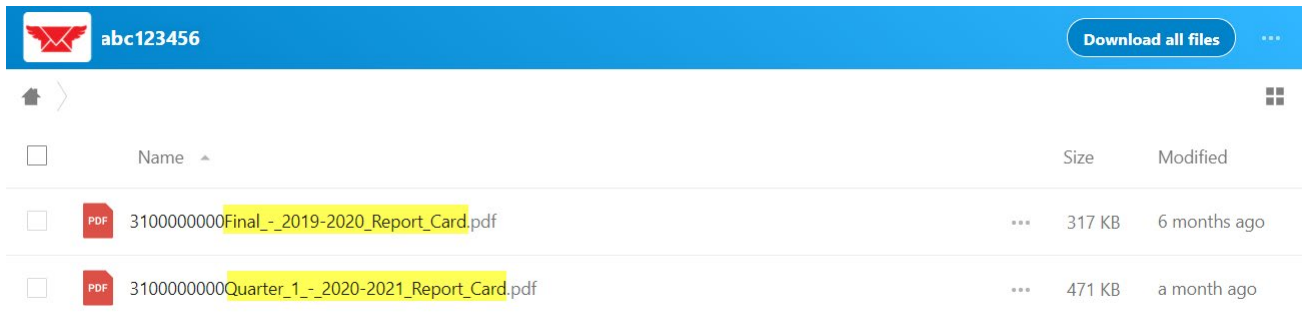 abc123456 Download all files ...
Name Size Modified
PDF 3100000000Final_-_2019-2020_Report_Card.pdf ... 317 KB 6 months ago
PDF 3100000000Quarter_1_-_2020-2021_Report_Card.pdf ... 471 KB a month ago